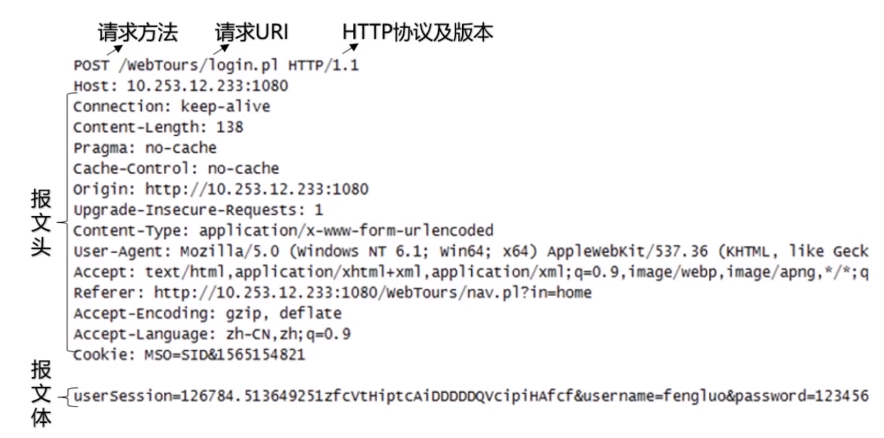 请求方法 请求URI HTTP协议及版本
POST /WebTours/login.pl HTTP/1.1
Host: 10.253.12.233:1080
Connection: keep-alive
Content-Length: 138
Pragma: no-cache
Cache-Control: no-cache
Origin: http://10.253.12.233:1080
Upgrade-Insecure-Requests: 1
Content-Type: application/x-www-form-urlencoded
User-Agent: Mozilla/5.0 (Windows NT 6.1; Win64; x64) AppleWebKit/537.36 (KHTML, like Geck
Accept: text/html,application/xhtml+xml,application/xml;q=0.9,image/webp,image/apng,*/*;q
Referer: http://10.253.12.233:1080/WebTours/nav.pl?in=home
Accept-Encoding: gzip, deflate
Accept-Language: zh-CN,zh;q=0.9
Cookie: MSO=SID&1565154821
报文头
userSession=126784.513649251zfcVtHiptcAiDDDDDQVcipiHAfcf&username=fengluo&password=123456
报文体